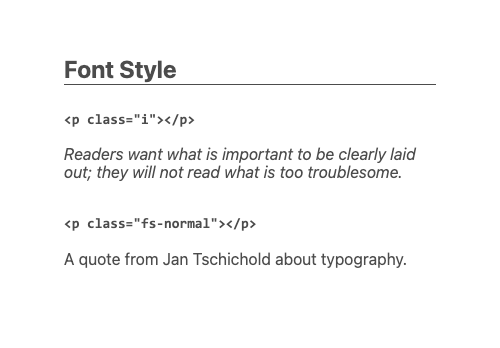 Font Style
<p class="i"></p>
Readers want what is important to be clearly laid
out; they will not read what is too troublesome.
<p class="fs-normal"></p>
A quote from Jan Tschichold about typography.